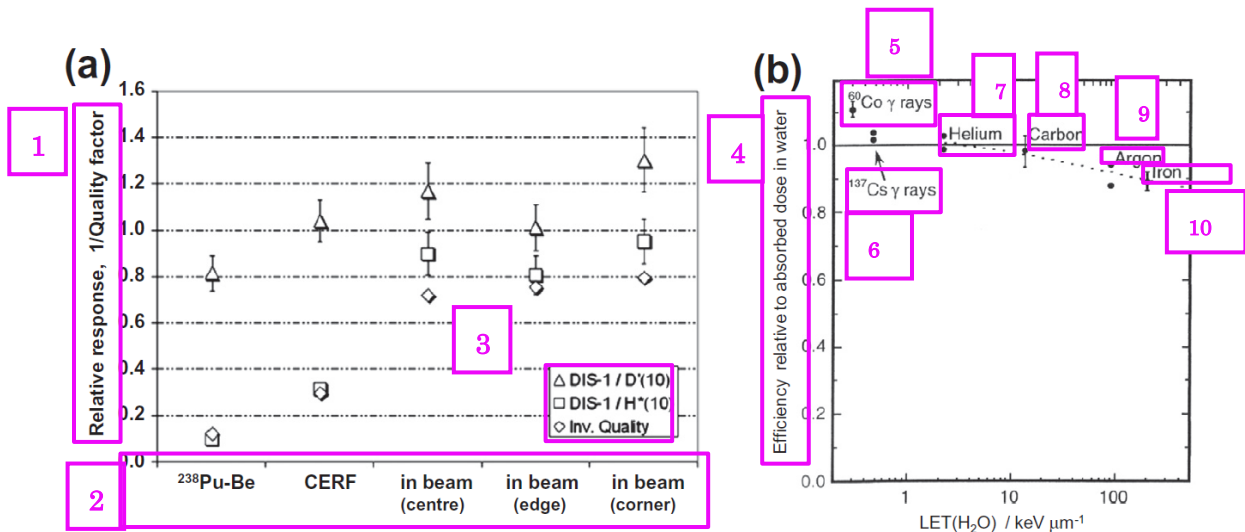 (a)
1
Relative response, 1/Quality factor
1.6
1.4
1.2
1.0
0.8
0.6
0.4
0.2
0.0
3
△ DIS-1 / D'(10)
□ DIS-1 / H*(10)
◇ Inv. Quality
2
²³⁸Pu-Be
CERF
in beam
(centre)
in beam
(edge)
in beam
(corner)
(b)
4
Efficiency relative to absorbed dose in water
1.0
0.8
0.6
0.4
0.2
0.0
5
⁶⁰Co γ rays
¹³⁷Cs γ rays
6
7
Helium
8
Carbon
9
Argon
Iron
10
1
10
100
LET(H₂O) / keV μm⁻¹